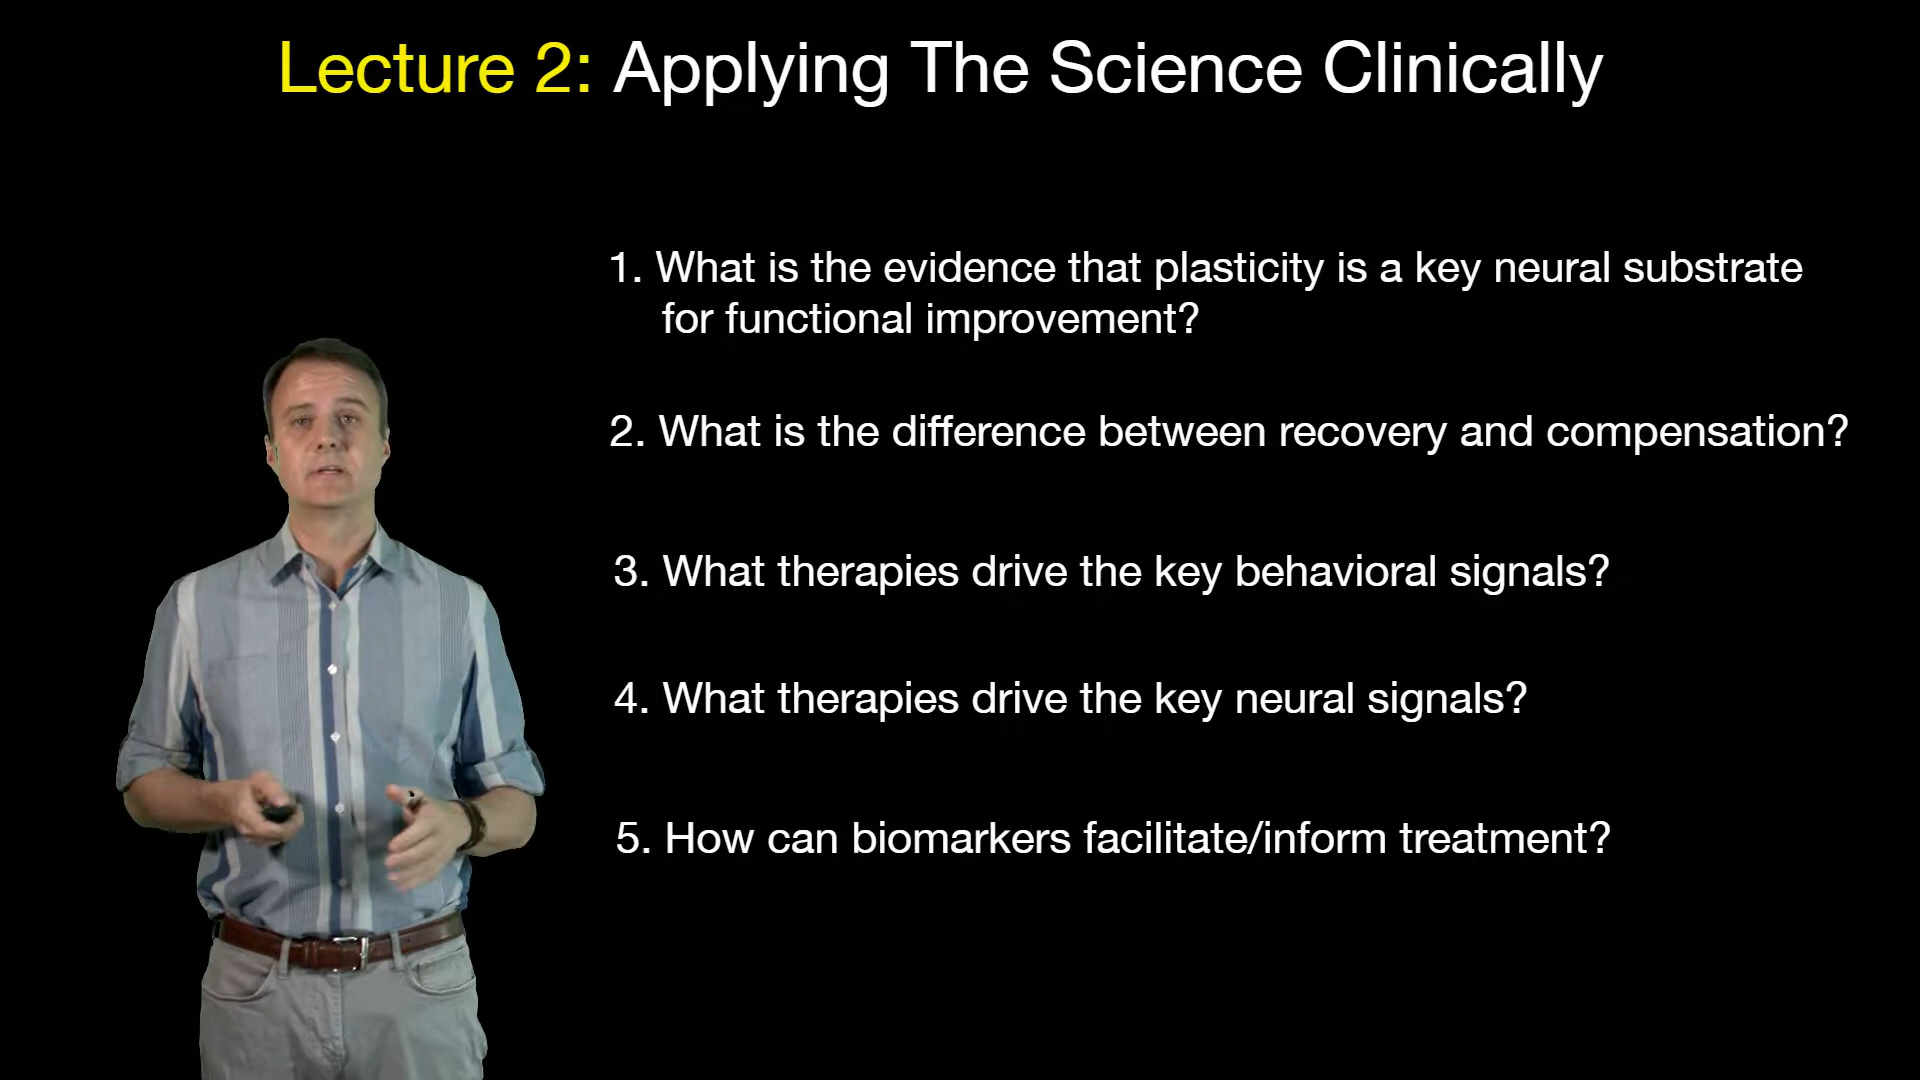 Lecture 2: Applying The Science Clinically
1. What is the evidence that plasticity is a key neural substrate
for functional improvement?
2. What is the difference between recovery and compensation?
3. What therapies drive the key behavioral signals?
4. What therapies drive the key neural signals?
5. How can biomarkers facilitate/inform treatment?